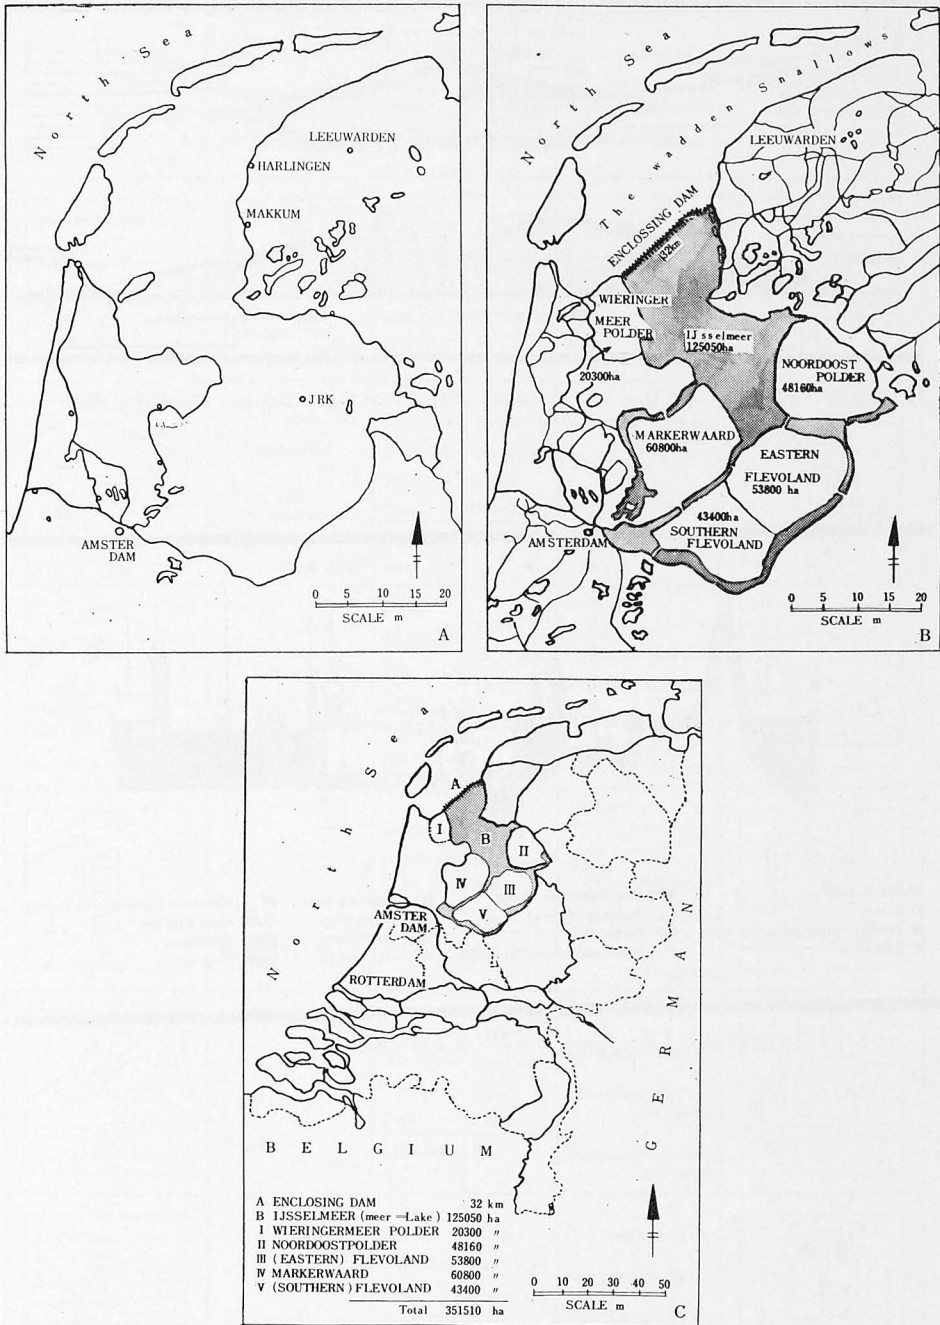 North Sea
LEEUWARDEN
HARLINGEN
MAKKUM
JRK
AMSTER
DAM
0 5 10 15 20
SCALE m
A
North Sea
The wadden Snallows
LEEUWARDEN
ENCLOSSING DAM
32km
WIERINGER
MEER
POLDER
20300ha
IJsselmeer
125050ha
NOORDOOST
POLDER
48160ha
MARKERWAARD
60800ha
EASTERN
FLEVOLAND
53800 ha
43400ha
SOUTHERN
FLEVOLAND
AMSTERDAM
0 5 10 15 20
SCALE m
B
North Sea
A
I
B
II
IV
III
V
AMSTER
DAM
ROTTERDAM
GERMANY
BELGIUM
A ENCLOSING DAM 32 km
B IJSSELMEER (meer=Lake) 125050 ha
I WIERINGERMEER POLDER 20300 〃
II NOORDOOSTPOLDER 48160 〃
III (EASTERN) FLEVOLAND 53800 〃
IV MARKERWAARD 60800 〃
V (SOUTHERN) FLEVOLAND 43400 〃
Total 351510 ha
0 10 20 30 40 50
SCALE m
C